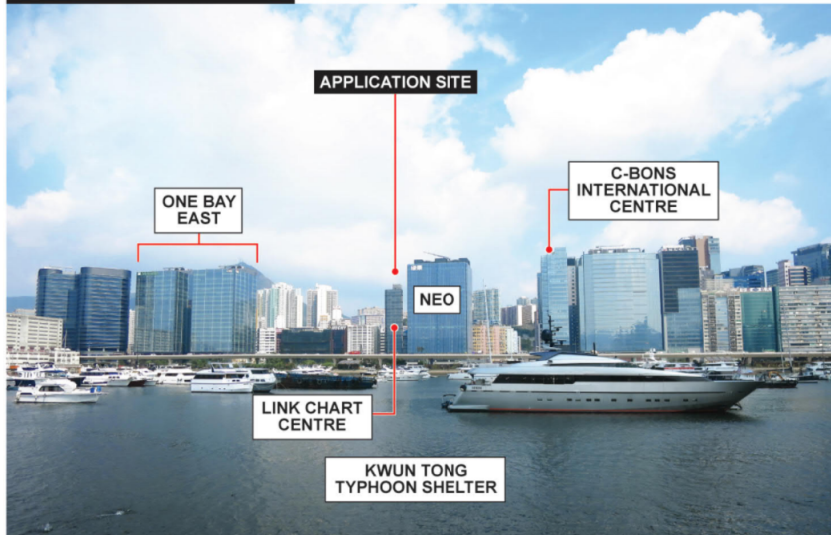 APPLICATION SITE
C-BONS
INTERNATIONAL
CENTRE
ONE BAY
EAST
NEO
LINK CHART
CENTRE
KWUN TONG
TYPHOON SHELTER